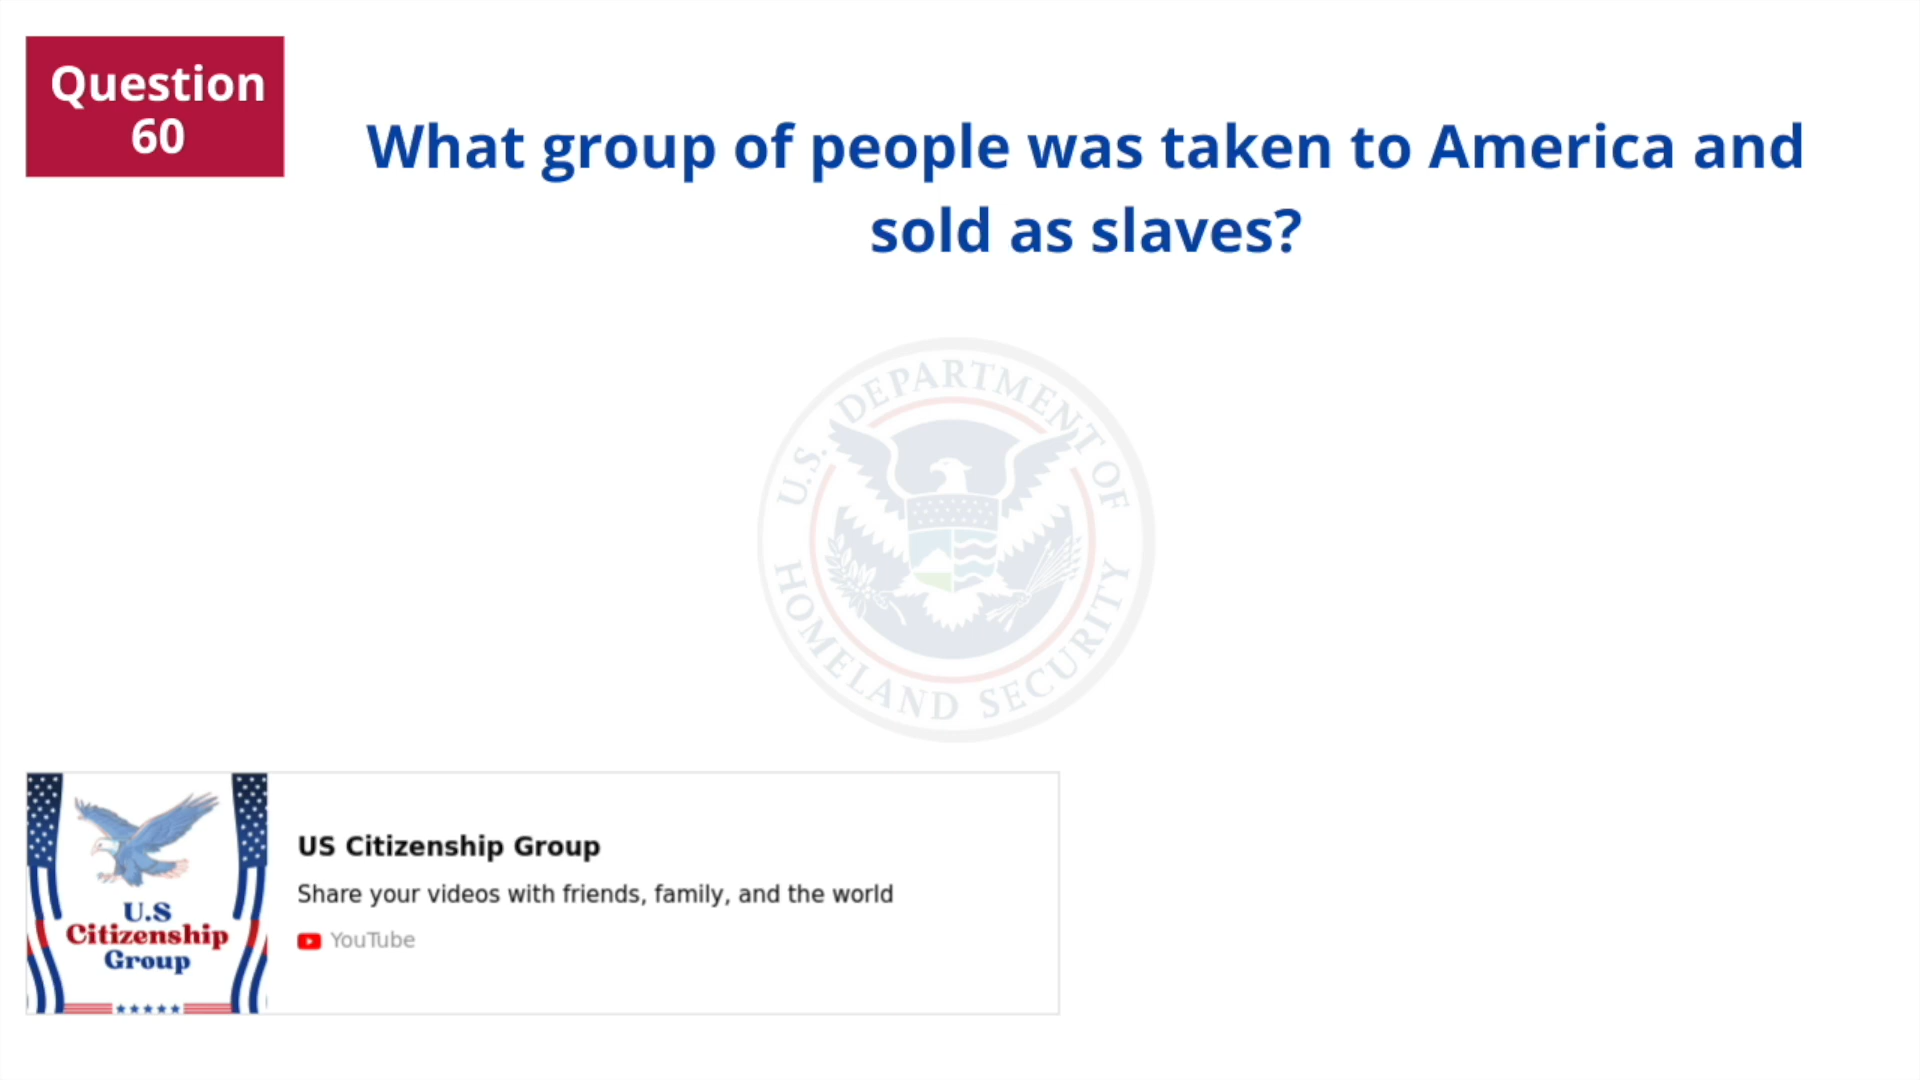 Question
60
What group of people was taken to America and
sold as slaves?
U.S. DEPARTMENT OF
HOMELAND SECURITY
US Citizenship Group
Share your videos with friends, family, and the world
YouTube
U.S
Citizenship
Group